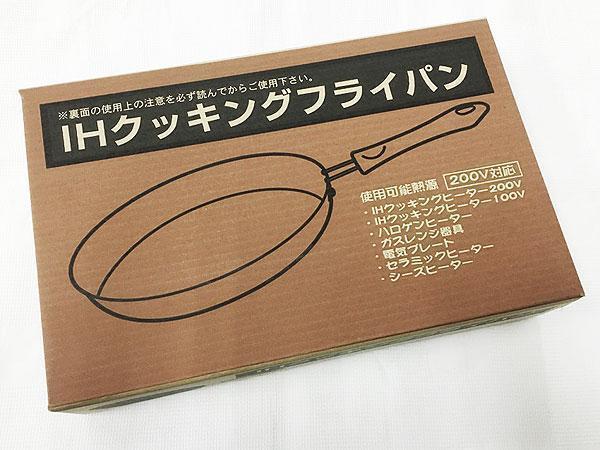 ※裏面の使用上の注意を必ず読んでからご使用下さい。
IHクッキングフライパン
使用可能熱源 200V対応
・IHクッキングヒーター200V
・IHクッキングヒーター100V
・ハロゲンヒーター
・ガスレンジ器具
・電気プレート
・セラミックヒーター
・シーズヒーター